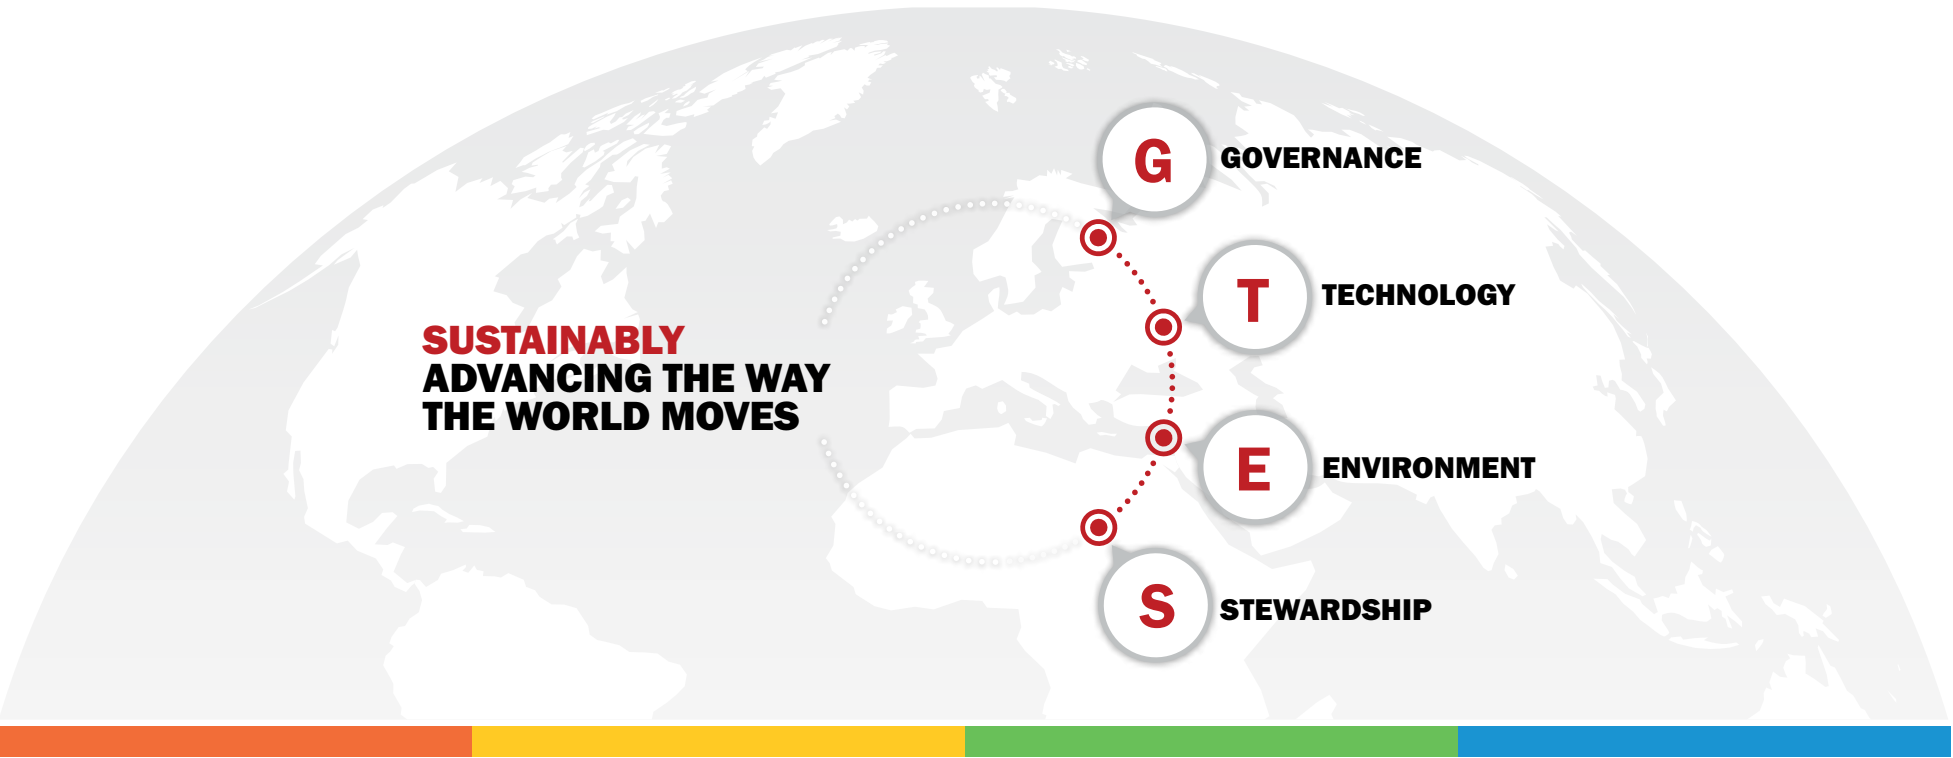 SUSTAINABLY
ADVANCING THE WAY
THE WORLD MOVES
G GOVERNANCE
T TECHNOLOGY
E ENVIRONMENT
S STEWARDSHIP